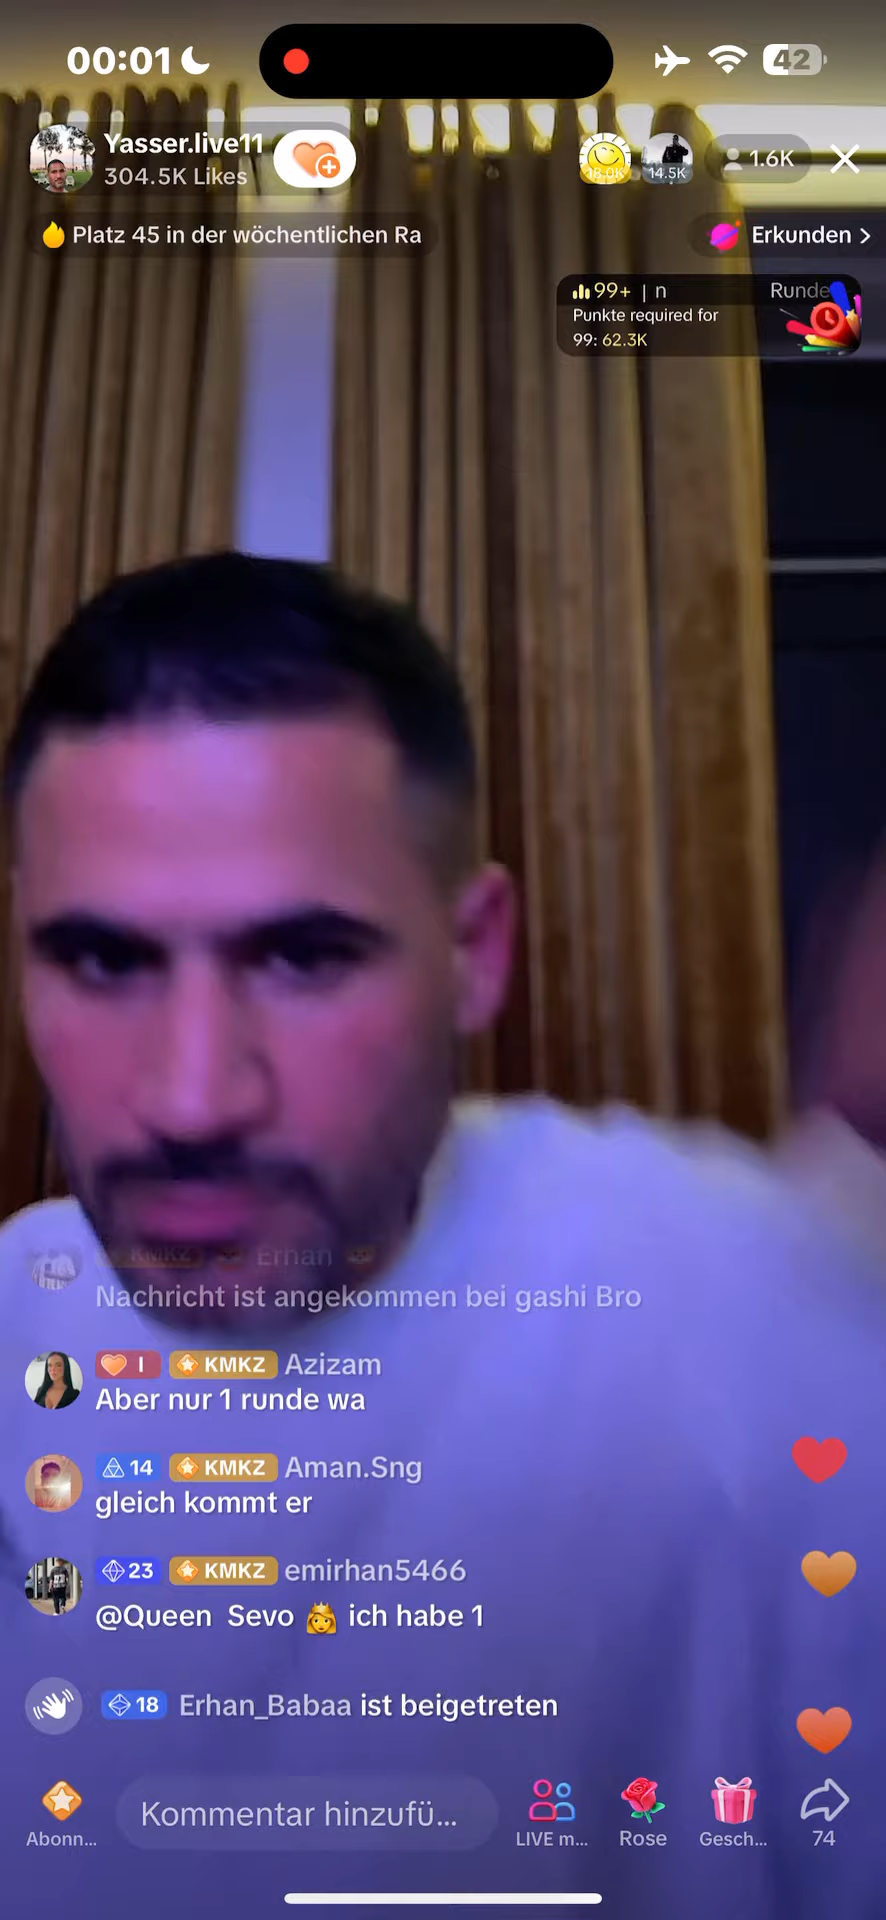 00:01
42
Yasser.live11
304.5K Likes
18.0K
14.5K
1.6K
Platz 45 in der wöchentlichen Ra
Erkunden >
99+ | n
Runde
Punkte required for
99: 62.3K
KMKZ Erhan
Nachricht ist angekommen bei gashi Bro
I KMKZ Azizam
Aber nur 1 runde wa
14 KMKZ Aman.Sng
gleich kommt er
23 KMKZ emirhan5466
@Queen Sevo 👸 ich habe 1
18 Erhan_Babaa ist beigetreten
Kommentar hinzufü...
Abonn...
LIVE m...
Rose
Gesch...
74